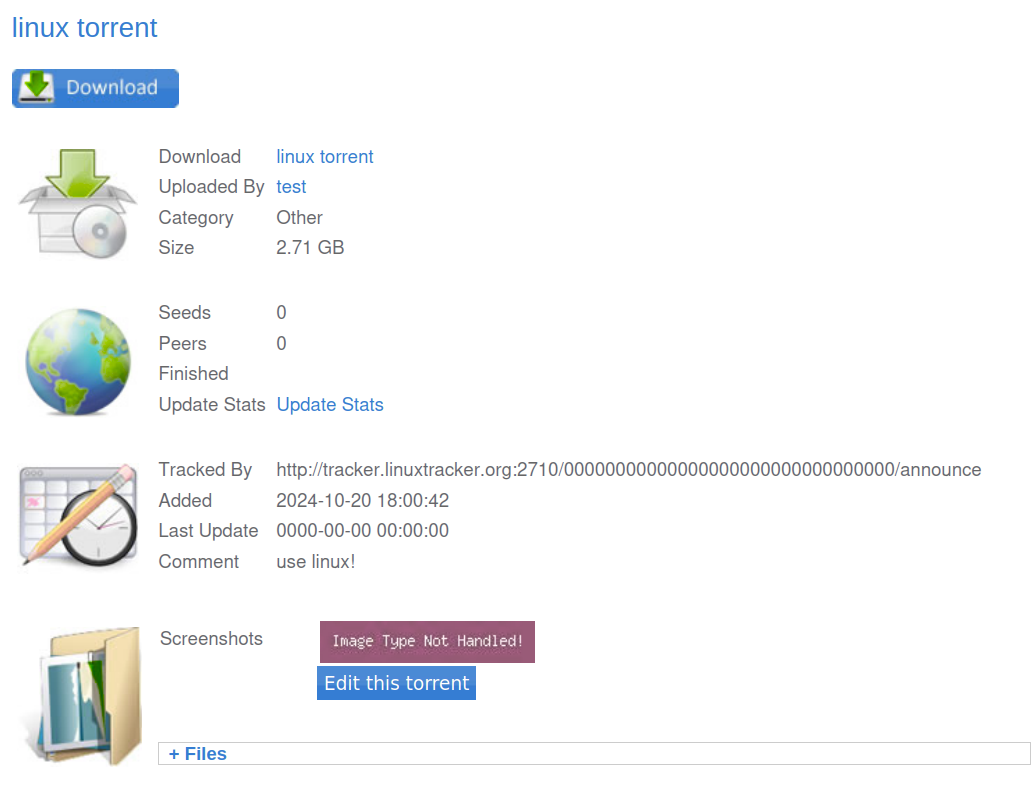 linux torrent
Download
Download linux torrent
Uploaded By test
Category Other
Size 2.71 GB
Seeds 0
Peers 0
Finished
Update Stats Update Stats
Tracked By http://tracker.linuxtracker.org:2710/00000000000000000000000000000000/announce
Added 2024-10-20 18:00:42
Last Update 0000-00-00 00:00:00
Comment use linux!
Screenshots Image Type Not Handled!
Edit this torrent
+ Files